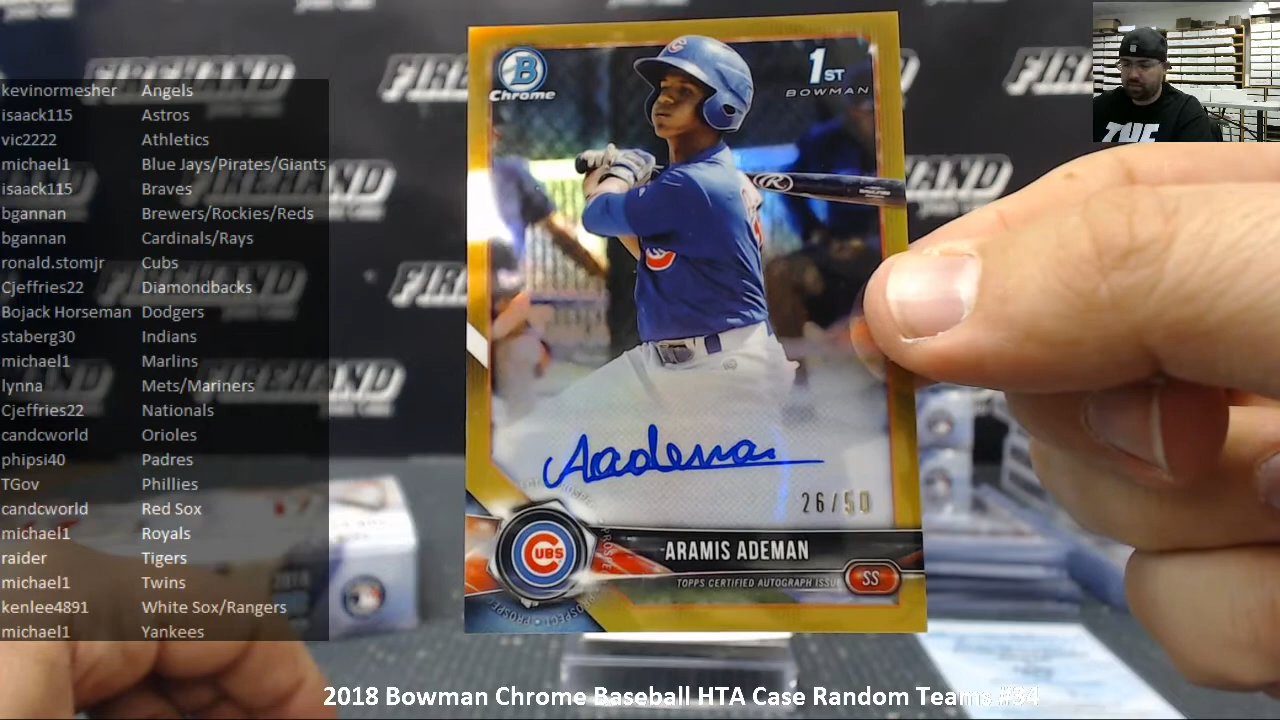 kevinormesher Angels
isaack115 Astros
vic2222 Athletics
michael1 Blue Jays/Pirates/Giants
isaack115 Braves
bgannan Brewers/Rockies/Reds
bgannan Cardinals/Rays
ronald.stomjr Cubs
Cjeffries22 Diamondbacks
Bojack Horseman Dodgers
staberg30 Indians
michael1 Marlins
lynna Mets/Mariners
Cjeffries22 Nationals
candcworld Orioles
phipsi40 Padres
TGov Phillies
candcworld Red Sox
michael1 Royals
raider Tigers
michael1 Twins
kenlee4891 White Sox/Rangers
michael1 Yankees
B
Chrome
1ST
BOWMAN
R
Aademan
26/50
CUBS
ARAMIS ADEMAN
TOPPS CERTIFIED AUTOGRAPH ISSUE
SS
PROSPECT • PROSPECT
FIREHAND
THE
2018 Bowman Chrome Baseball HTA Case Random Teams #34